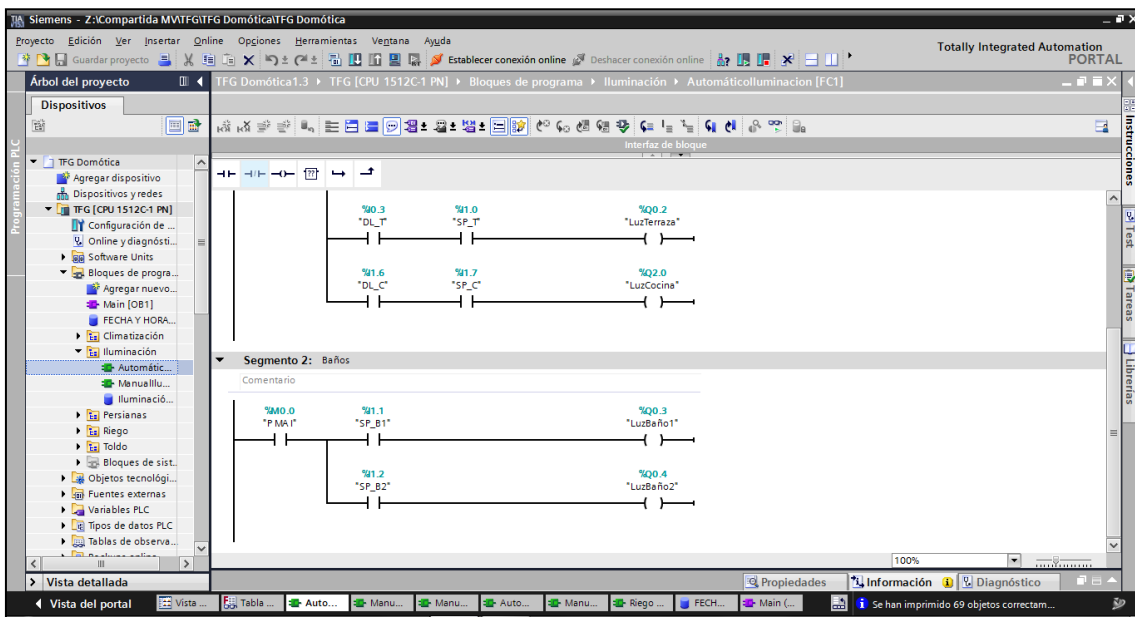 Siemens - Z:\Compartida MV\TFG\TFG Domótica\TFG Domótica
Proyecto Edición Ver Insertar Online Opciones Herramientas Ventana Ayuda
Totally Integrated Automation
PORTAL
Guardar proyecto
Establecer conexión online
Deshacer conexión online
Árbol del proyecto
TFG Domótica1.3 TFG [CPU 1512C-1 PN] Bloques de programa Iluminación AutomáticoIluminacion [FC1]
Dispositivos
Interfaz de bloque
Programación PLC
TFG Domótica
Agregar dispositivo
Dispositivos y redes
TFG [CPU 1512C-1 PN]
Configuración de ...
Online y diagnósti...
Software Units
Bloques de progra...
Agregar nuevo...
Main [OB1]
FECHA Y HORA...
Climatización
Iluminación
Automátic...
ManualIlu...
Iluminació...
Persianas
Riego
Toldo
Bloques de sist...
Objetos tecnológi...
Fuentes externas
Variables PLC
Tipos de datos PLC
Tablas de observa...
Backups online
%I0.3 %I1.0 %Q0.2
"DL_T" "SP_T" "LuzTerraza"
%I1.6 %I1.7 %Q2.0
"DL_C" "SP_C" "LuzCocina"
Segmento 2: Baños
Comentario
%M0.0 %I1.1 %Q0.3
"P MA I" "SP_B1" "LuzBaño1"
%I1.2 %Q0.4
"SP_B2" "LuzBaño2"
100%
Instrucciones
Test
Tareas
Librerías
Vista detallada
Propiedades
Información
Diagnóstico
Vista del portal
Vista ...
Tabla ...
Auto...
Manu...
Manu...
Auto...
Manu...
Riego ...
FECH...
Main (...
Se han imprimido 69 objetos correctam...